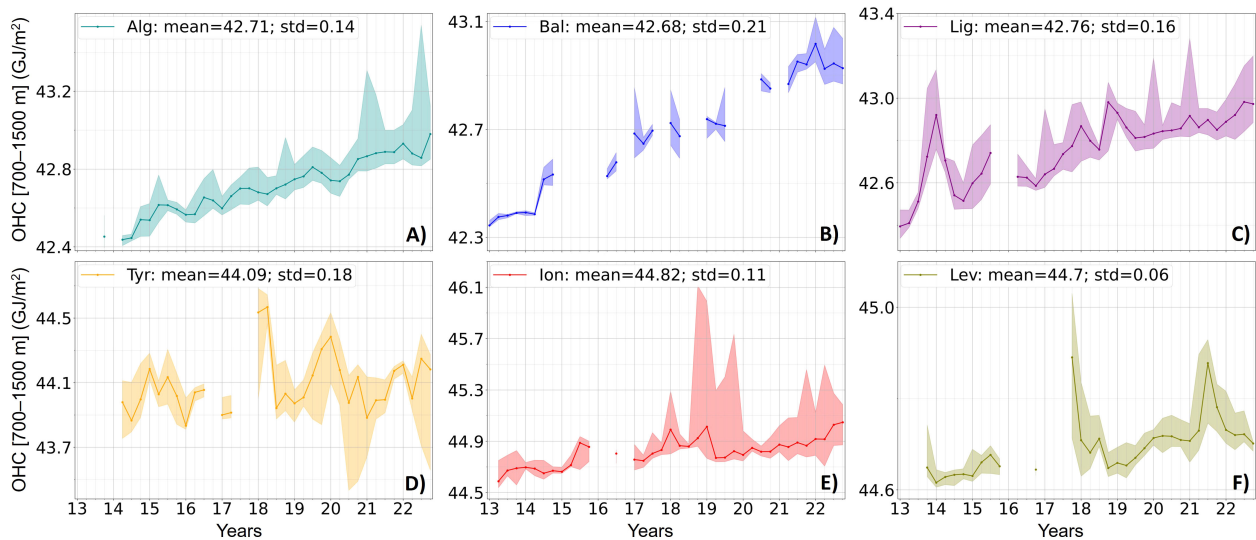 OHC [700–1500 m] (GJ/m²)
43.2
42.8
42.4
Alg: mean=42.71; std=0.14
A)
43.1
42.7
42.3
Bal: mean=42.68; std=0.21
B)
43.4
43.0
42.6
Lig: mean=42.76; std=0.16
C)
OHC [700–1500 m] (GJ/m²)
44.5
44.1
43.7
Tyr: mean=44.09; std=0.18
D)
13 14 15 16 17 18 19 20 21 22
Years
46.1
45.7
45.3
44.9
44.5
Ion: mean=44.82; std=0.11
E)
13 14 15 16 17 18 19 20 21 22
Years
45.0
44.6
Lev: mean=44.7; std=0.06
F)
13 14 15 16 17 18 19 20 21 22
Years